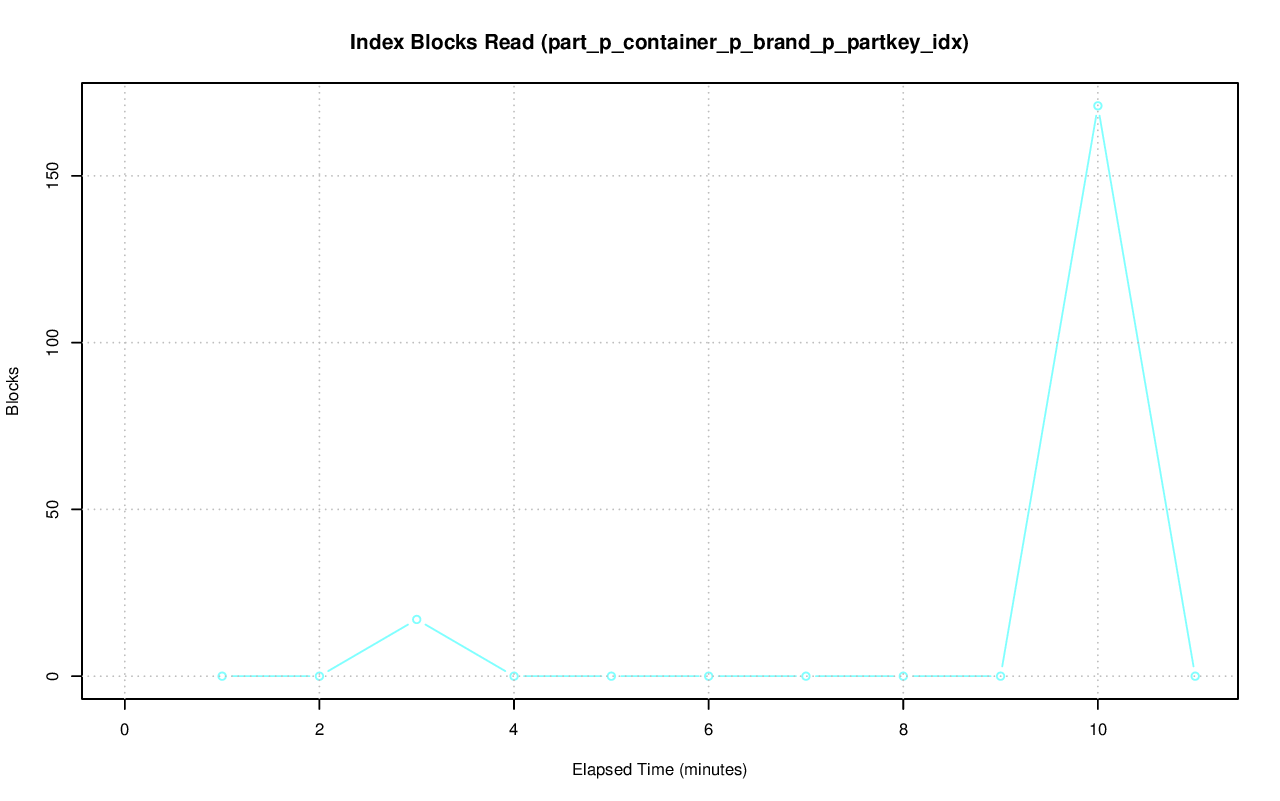 Index Blocks Read (part_p_container_p_brand_p_partkey_idx)
150
100
50
0
Blocks
0 2 4 6 8 10
Elapsed Time (minutes)